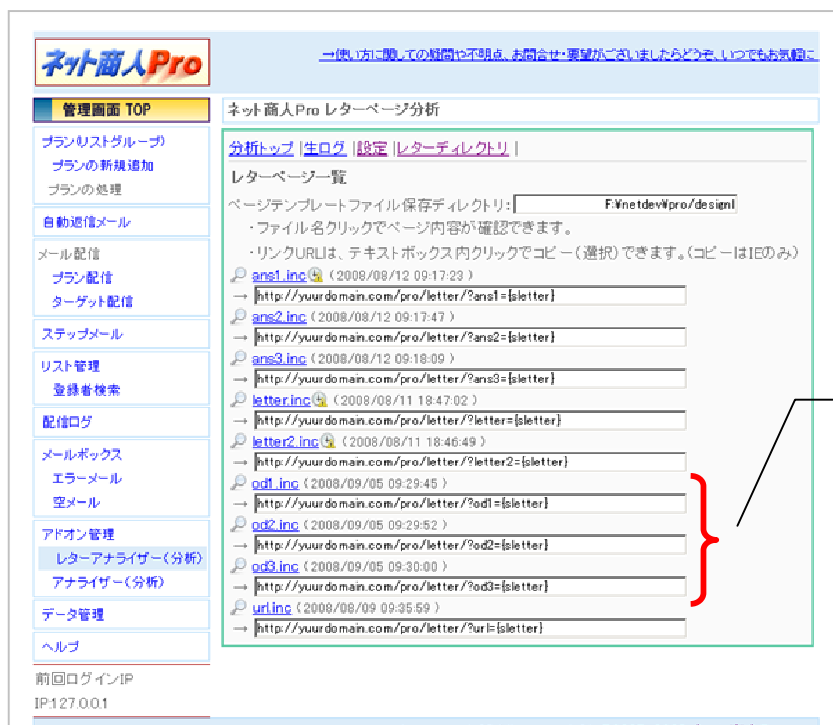 ネット商人Pro
→使い方に関しての疑問や不明点、お問合せ・要望がございましたらどうぞ、いつでもお気軽に
管理画面 TOP
ネット商人Pro レターページ分析
プラン(リストグループ)
プランの新規追加
プランの処理
自動返信メール
メール配信
プラン配信
ターゲット配信
ステップメール
リスト管理
登録者検索
配信ログ
メールボックス
エラーメール
空メール
アドオン管理
レターアナライザー(分析)
アナライザー(分析)
データ管理
ヘルプ
前回ログインIP
IP:127.0.0.1
分析トップ |生ログ |設定 |レターディレクトリ |
レターページ一覧
ページテンプレートファイル保存ディレクトリ: F:¥netdev¥pro/design
・ファイル名クリックでページ内容が確認できます。
・リンクURLは、テキストボックス内クリックでコピー(選択)できます。(コピーはIEのみ)
ans1.inc (2008/08/12 09:17:23 )
→ http://yuurdomain.com/pro/letter/?ans1={sletter}
ans2.inc (2008/08/12 09:17:47 )
→ http://yuurdomain.com/pro/letter/?ans2={sletter}
ans3.inc (2008/08/12 09:18:09 )
→ http://yuurdomain.com/pro/letter/?ans3={sletter}
letter.inc (2008/08/11 18:47:02 )
→ http://yuurdomain.com/pro/letter/?letter={sletter}
letter2.inc (2008/08/11 18:46:49 )
→ http://yuurdomain.com/pro/letter/?letter2={sletter}
od1.inc (2008/09/05 09:29:45 )
→ http://yuurdomain.com/pro/letter/?od1={sletter}
od2.inc (2008/09/05 09:29:52 )
→ http://yuurdomain.com/pro/letter/?od2={sletter}
od3.inc (2008/09/05 09:30:00 )
→ http://yuurdomain.com/pro/letter/?od3={sletter}
url.inc (2008/08/09 09:35:59 )
→ http://yuurdomain.com/pro/letter/?url={sletter}